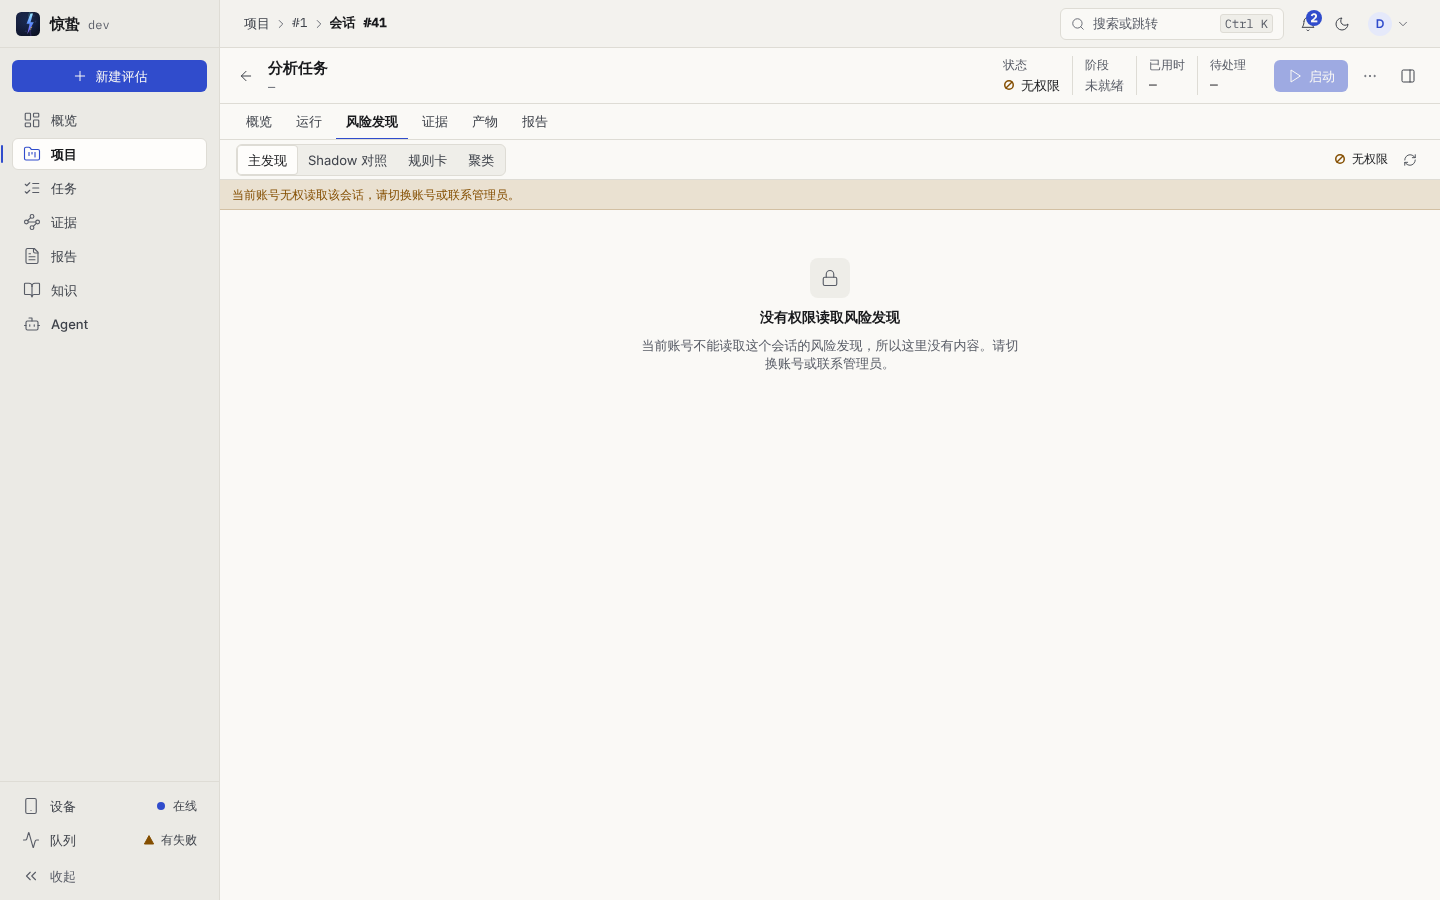 惊蛰 dev
项目 > #1 > 会话 #41
搜索或跳转 Ctrl K
2
D
新建评估
概览
项目
任务
证据
报告
知识
Agent
设备 在线
队列 有失败
收起
分析任务
–
状态
无权限
阶段
未就绪
已用时
–
待处理
–
启动
概览 运行 风险发现 证据 产物 报告
主发现 Shadow 对照 规则卡 聚类
无权限
当前账号无权读取该会话，请切换账号或联系管理员。
没有权限读取风险发现
当前账号不能读取这个会话的风险发现，所以这里没有内容。请切
换账号或联系管理员。